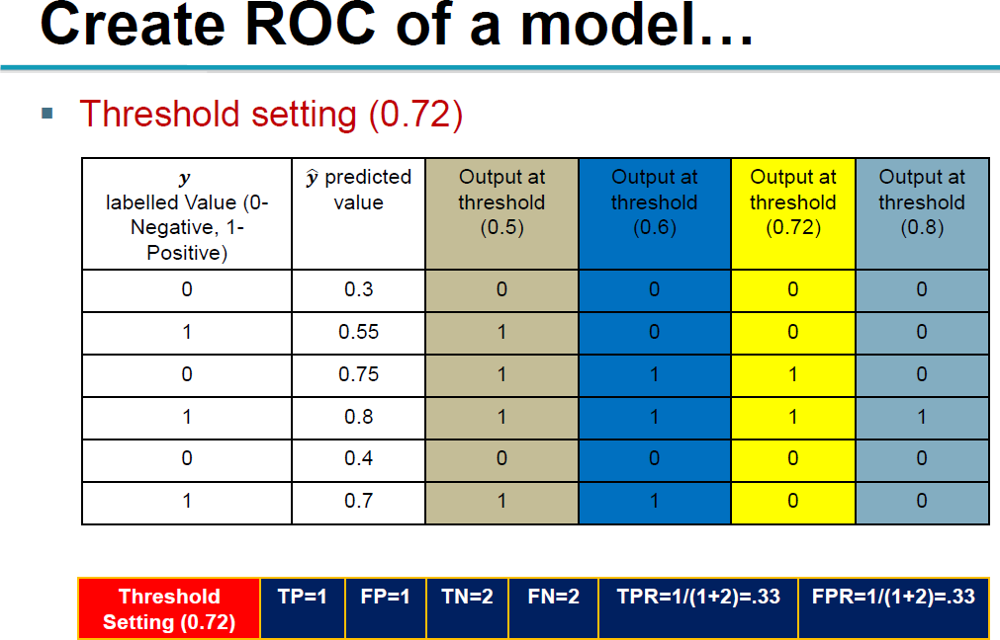 Create ROC of a model…
▪ Threshold setting (0.72)
y
labelled Value (0-
Negative, 1-
Positive)
ŷ predicted
value
Output at
threshold
(0.5)
Output at
threshold
(0.6)
Output at
threshold
(0.72)
Output at
threshold
(0.8)
0 0.3 0 0 0 0
1 0.55 1 0 0 0
0 0.75 1 1 1 0
1 0.8 1 1 1 1
0 0.4 0 0 0 0
1 0.7 1 1 0 0
Threshold
Setting (0.72)
TP=1 FP=1 TN=2 FN=2 TPR=1/(1+2)=.33 FPR=1/(1+2)=.33